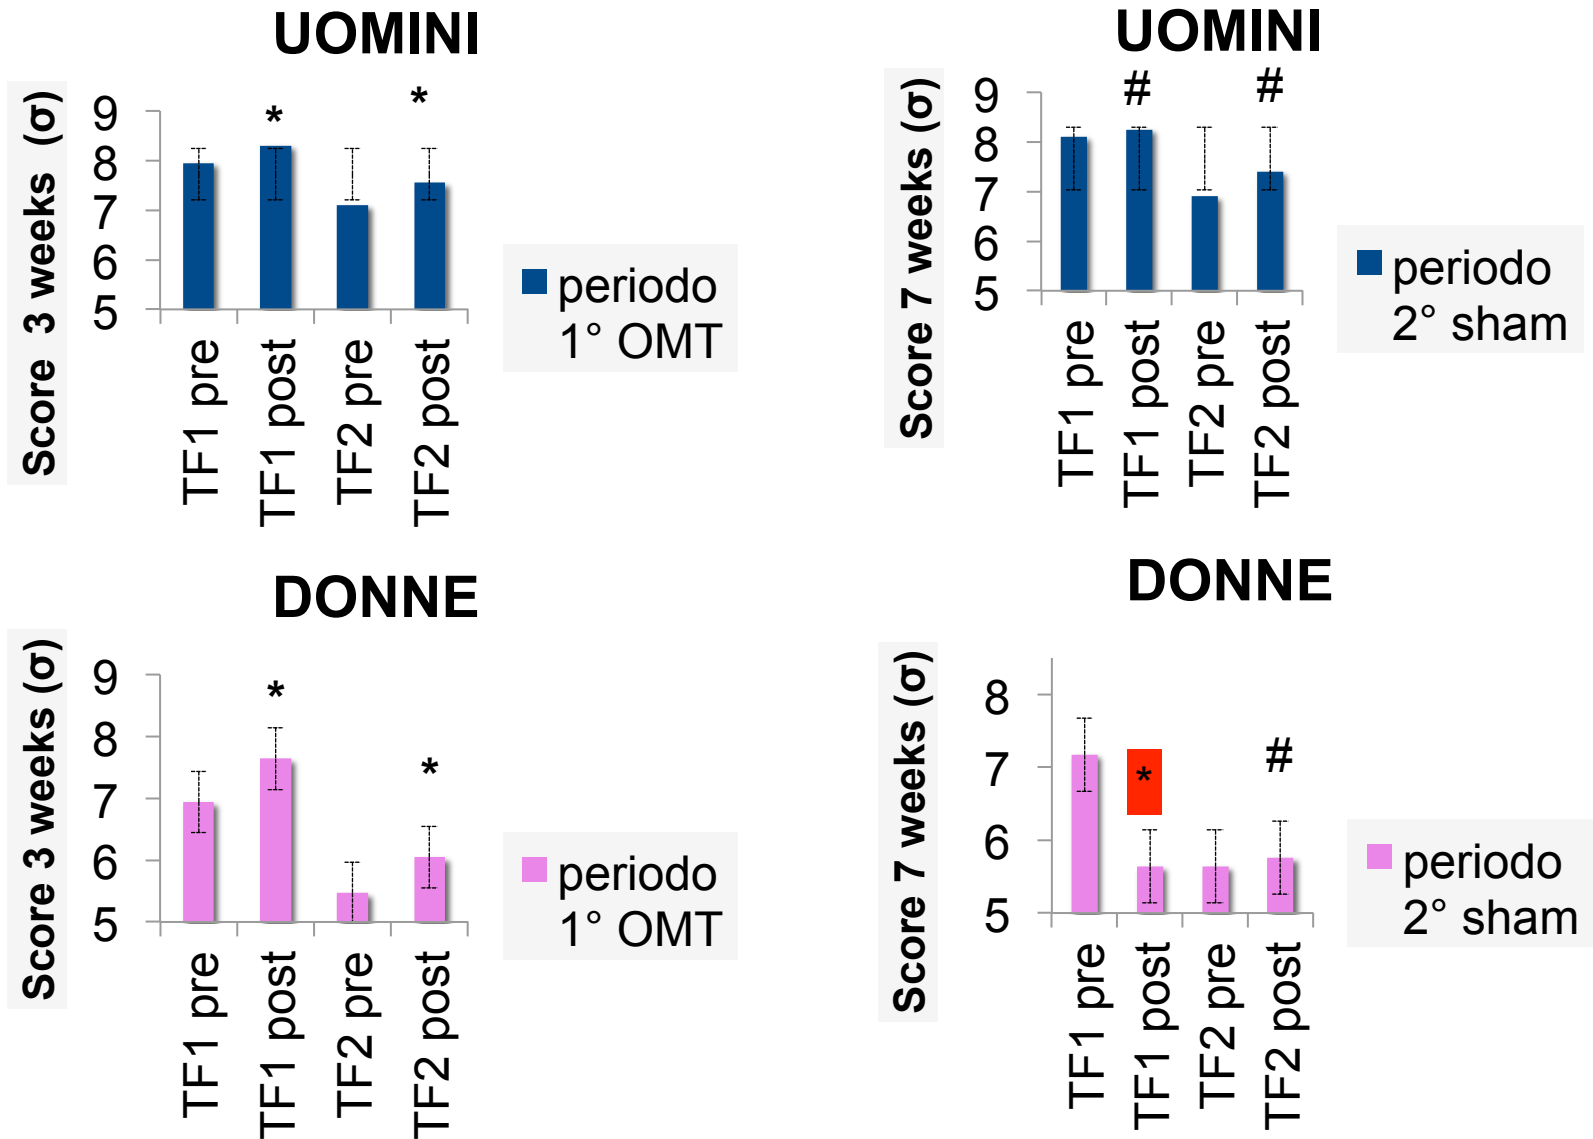 UOMINI
Score 3 weeks (σ)
9
8
7
6
5
*
*
TF1 pre
TF1 post
TF2 pre
TF2 post
periodo
1° OMT
UOMINI
Score 7 weeks (σ)
9
8
7
6
5
#
#
TF1 pre
TF1 post
TF2 pre
TF2 post
periodo
2° sham
DONNE
Score 3 weeks (σ)
9
8
7
6
5
*
*
TF1 pre
TF1 post
TF2 pre
TF2 post
periodo
1° OMT
DONNE
Score 7 weeks (σ)
8
7
6
5
*
#
TF1 pre
TF1 post
TF2 pre
TF2 post
periodo
2° sham